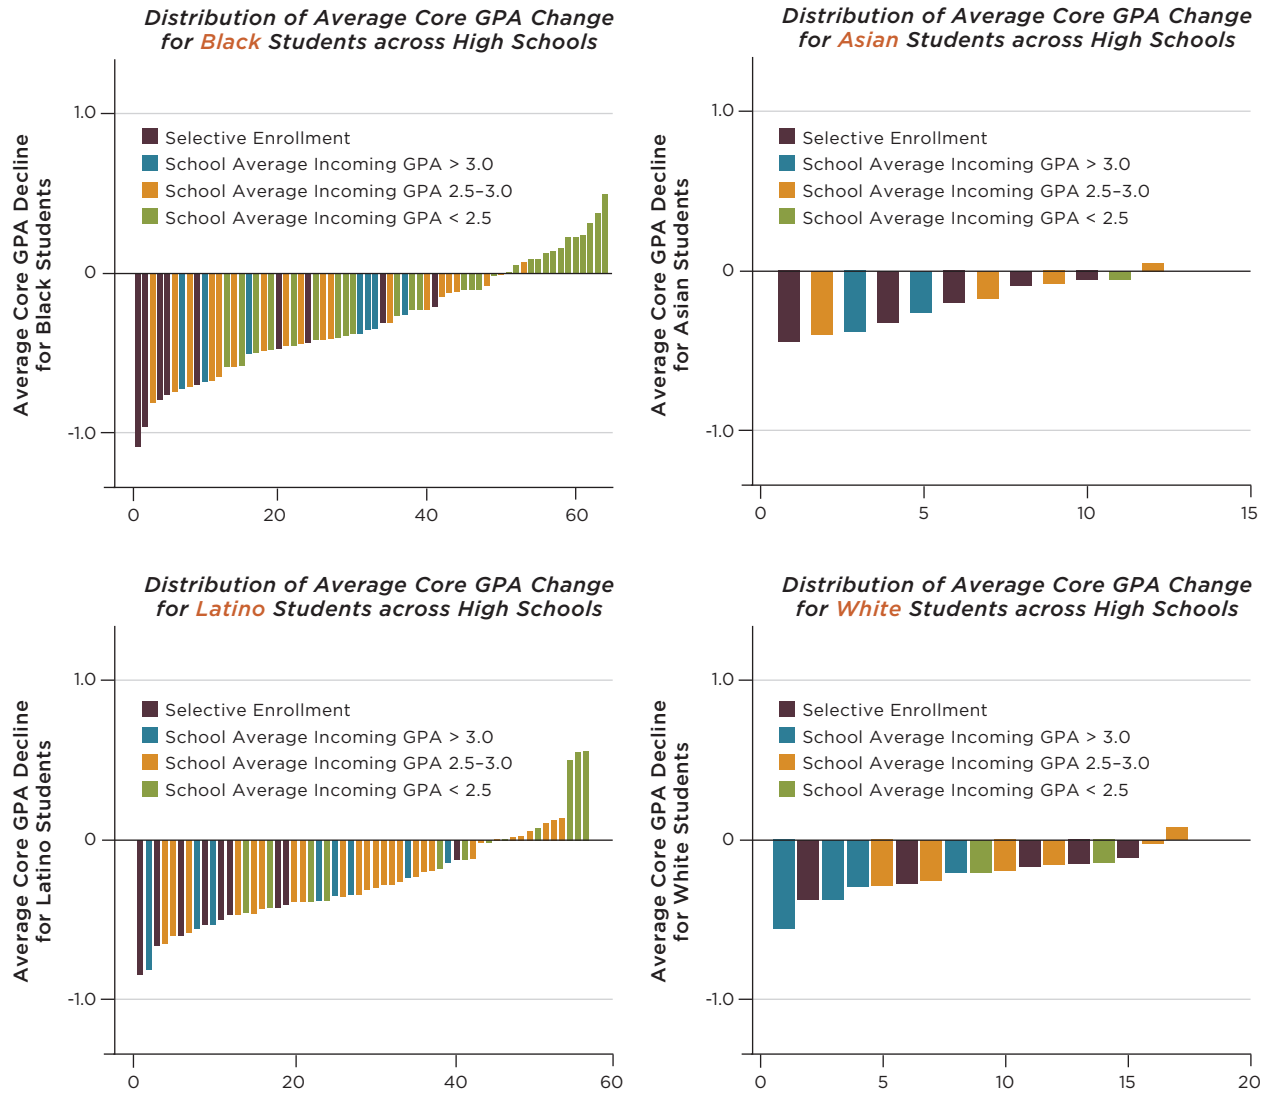 Distribution of Average Core GPA Change
for Black Students across High Schools
Average Core GPA Decline
for Black Students
1.0
0
-1.0
Selective Enrollment
School Average Incoming GPA > 3.0
School Average Incoming GPA 2.5–3.0
School Average Incoming GPA < 2.5
0
20
40
60
Distribution of Average Core GPA Change
for Asian Students across High Schools
Average Core GPA Decline
for Asian Students
1.0
0
-1.0
Selective Enrollment
School Average Incoming GPA > 3.0
School Average Incoming GPA 2.5–3.0
School Average Incoming GPA < 2.5
0
5
10
15
Distribution of Average Core GPA Change
for Latino Students across High Schools
Average Core GPA Decline
for Latino Students
1.0
0
-1.0
Selective Enrollment
School Average Incoming GPA > 3.0
School Average Incoming GPA 2.5–3.0
School Average Incoming GPA < 2.5
0
20
40
60
Distribution of Average Core GPA Change
for White Students across High Schools
Average Core GPA Decline
for White Students
1.0
0
-1.0
Selective Enrollment
School Average Incoming GPA > 3.0
School Average Incoming GPA 2.5–3.0
School Average Incoming GPA < 2.5
0
5
10
15
20